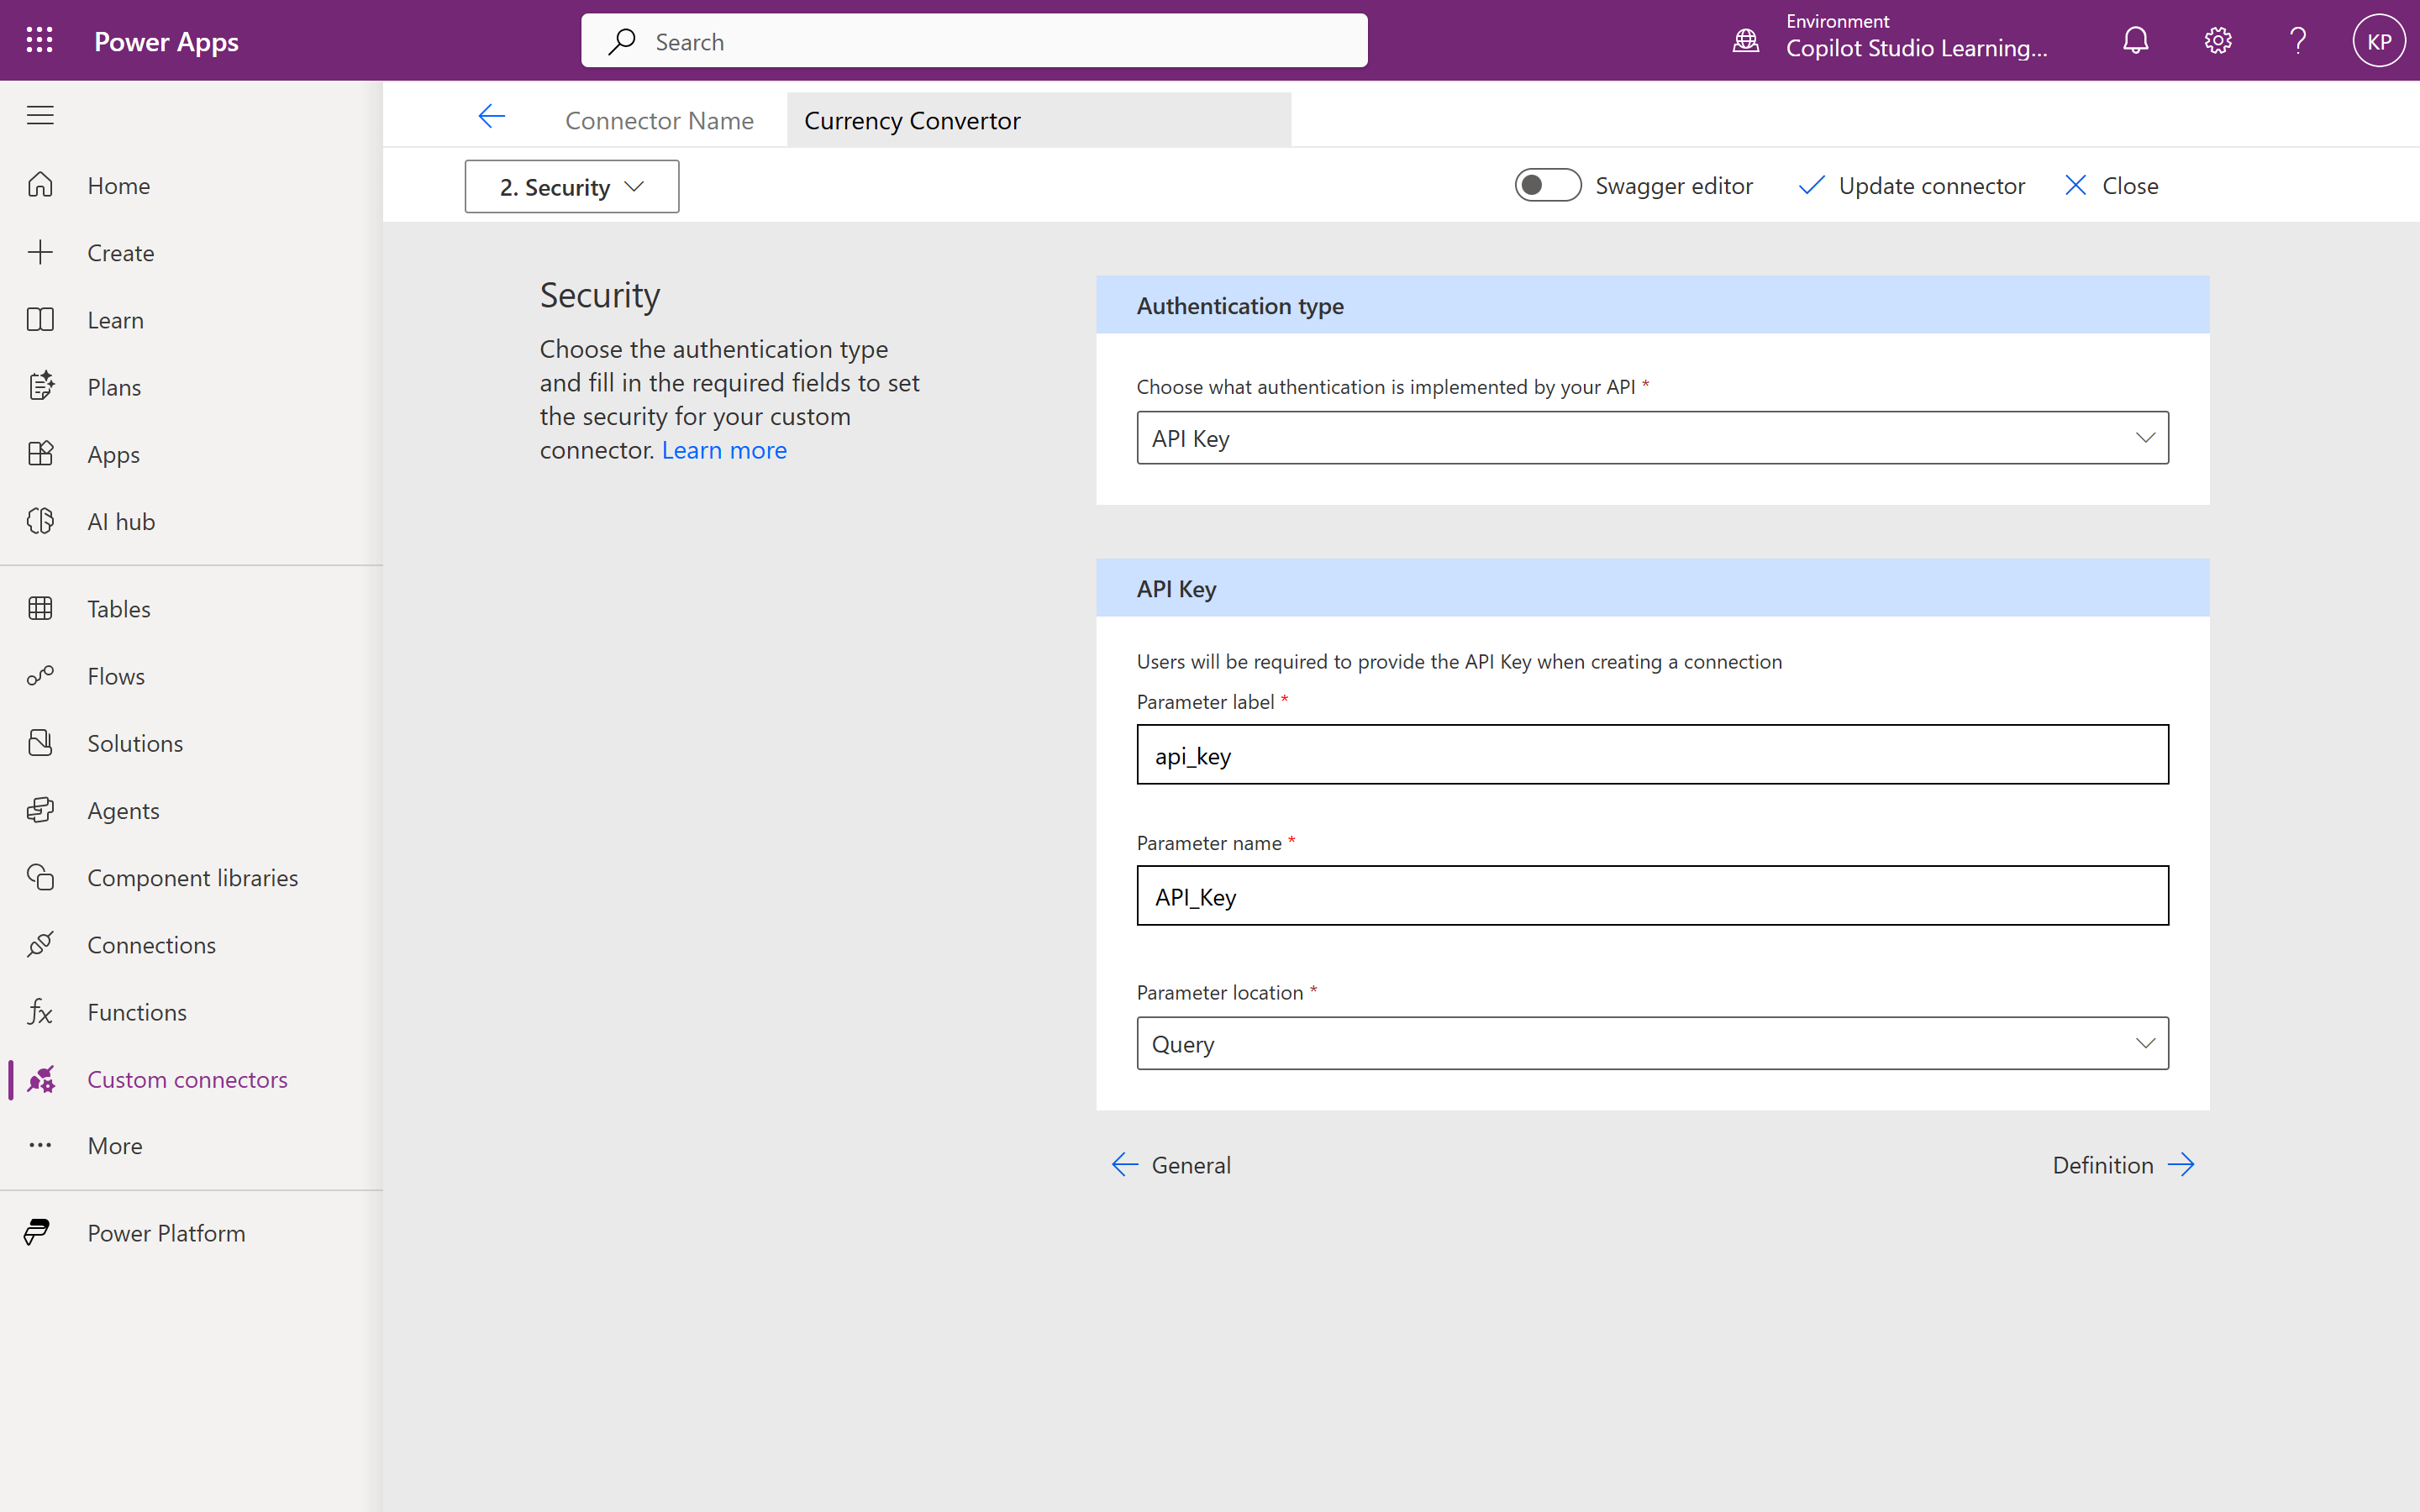 Power Apps
Search
Environment
Copilot Studio Learning...
KP
Connector Name
Currency Convertor
2. Security
Swagger editor
Update connector
Close
Home
Create
Learn
Plans
Apps
AI hub
Tables
Flows
Solutions
Agents
Component libraries
Connections
Functions
Custom connectors
More
Power Platform
Security
Choose the authentication type
and fill in the required fields to set
the security for your custom
connector. Learn more
Authentication type
Choose what authentication is implemented by your API *
API Key
API Key
Users will be required to provide the API Key when creating a connection
Parameter label *
api_key
Parameter name *
API_Key
Parameter location *
Query
General
Definition